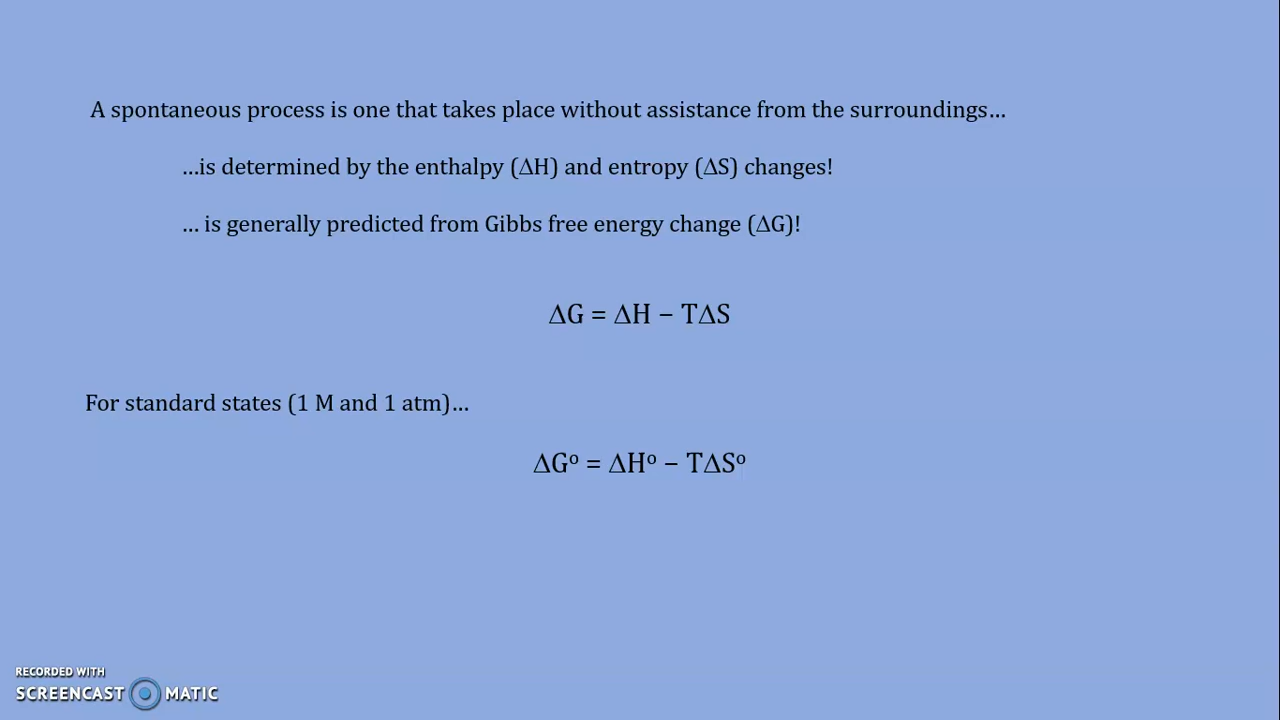 A spontaneous process is one that takes place without assistance from the surroundings…
…is determined by the enthalpy (ΔH) and entropy (ΔS) changes!
… is generally predicted from Gibbs free energy change (ΔG)!
ΔG = ΔH – TΔS
For standard states (1 M and 1 atm)…
ΔGº = ΔHº – TΔSº
RECORDED WITH
SCREENCAST MATIC